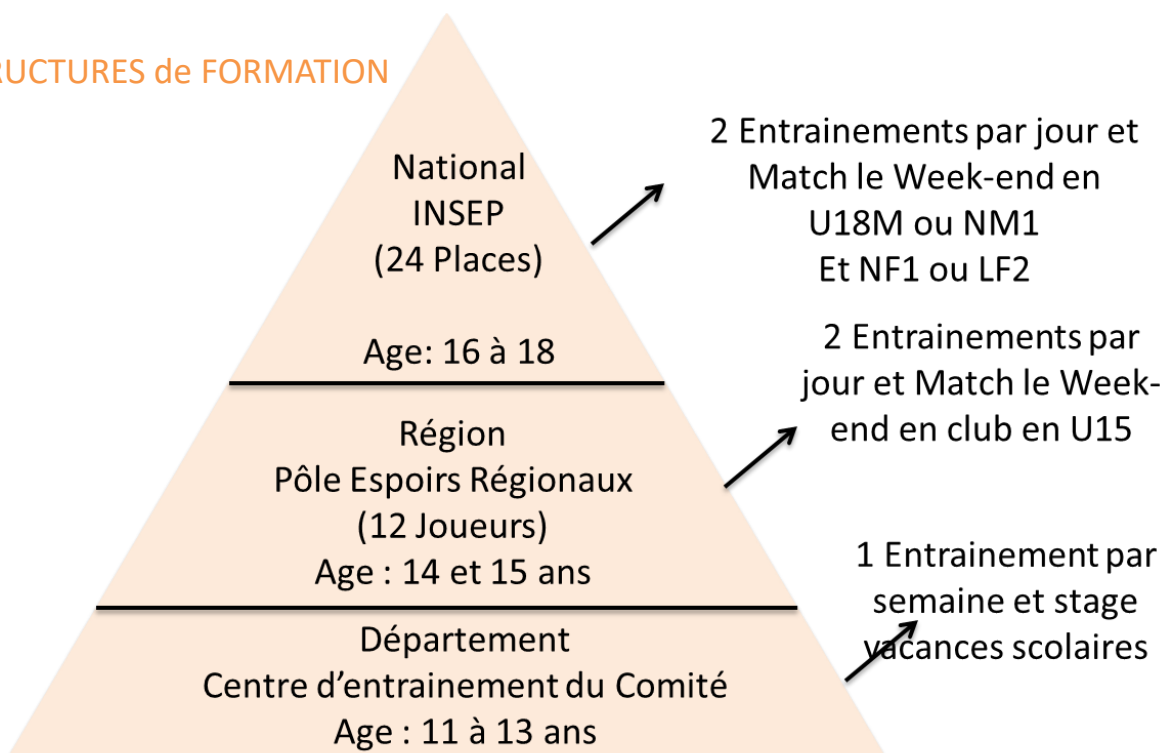 RUCTURES de FORMATION
National
INSEP
(24 Places)
Age: 16 à 18
2 Entrainements par jour et
Match le Week-end en
U18M ou NM1
Et NF1 ou LF2
Région
Pôle Espoirs Régionaux
(12 Joueurs)
Age : 14 et 15 ans
2 Entrainements par
jour et Match le Week-
end en club en U15
Département
Centre d’entrainement du Comité
Age : 11 à 13 ans
1 Entrainement par
semaine et stage
vacances scolaires